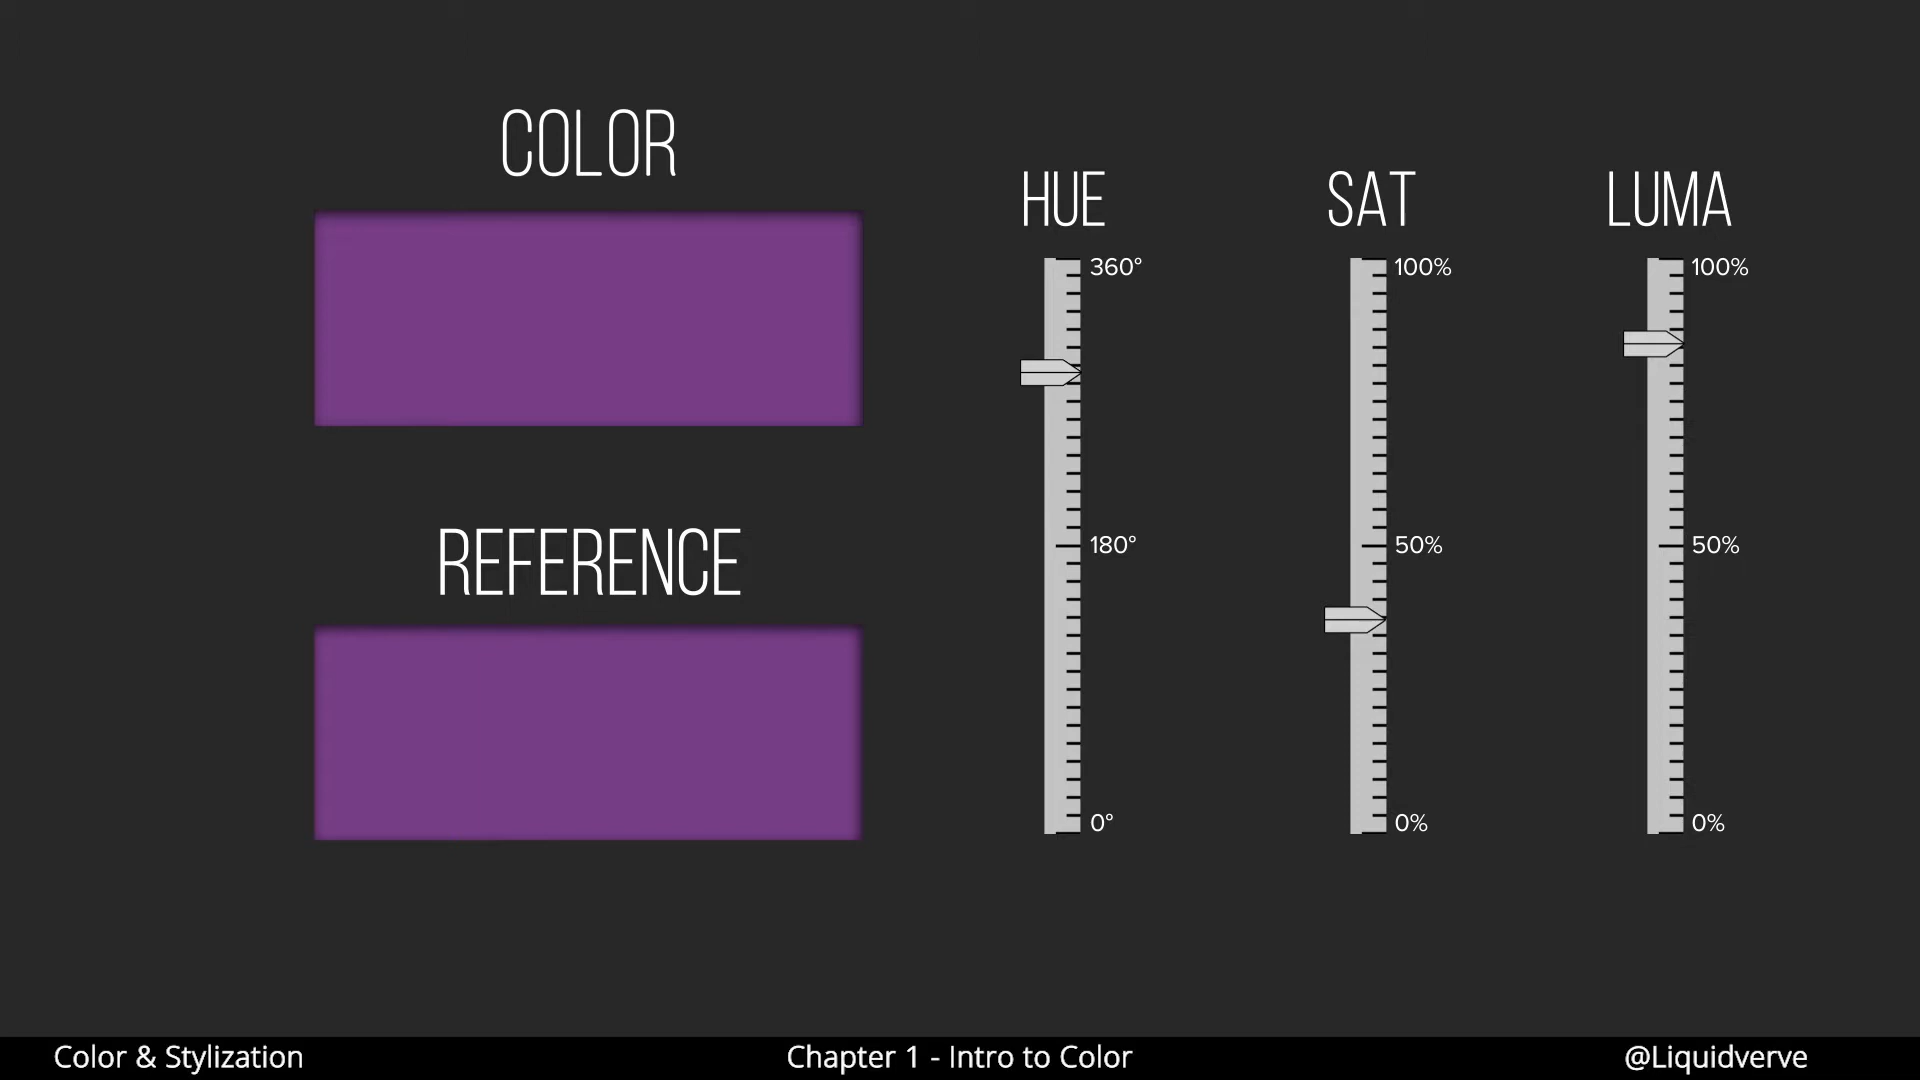 COLOR
REFERENCE
HUE
360°
180°
0°
SAT
100%
50%
0%
LUMA
100%
50%
0%
Color & Stylization
Chapter 1 - Intro to Color
@Liquidverve